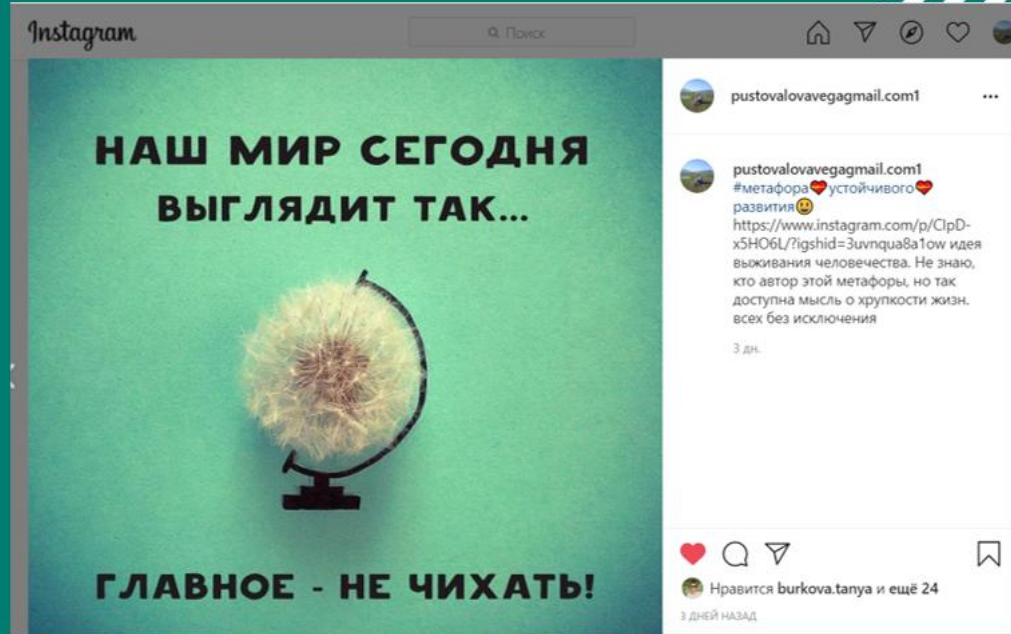 Instagram
Поиск
НАШ МИР СЕГОДНЯ
ВЫГЛЯДИТ ТАК...
ГЛАВНОЕ - НЕ ЧИХАТЬ!
pustovalovavegagmail.com1
pustovalovavegagmail.com1
#метафора❤️устойчивого❤️
развития😃
https://www.instagram.com/p/CIpD-
x5HO6L/?igshid=3uvnqua8a1ow идея
выживания человечества. Не знаю,
кто автор этой метафоры, но так
доступна мысль о хрупкости жизн.
всех без исключения
3 дн.
Нравится burkova.tanya и ещё 24
3 ДНЕЙ НАЗАД